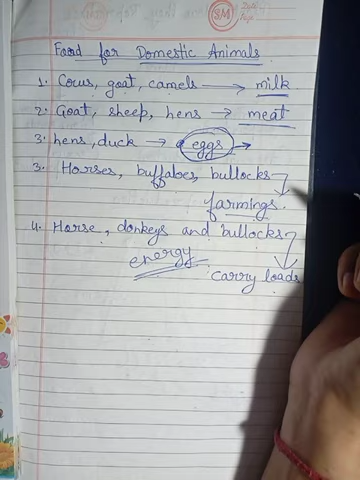 SM
Food for Domestic Animals
1. Cows, goat, camels → milk
2. Goat, sheep, hens → meat
3. hens, duck → eggs →
3. Horses, buffaloes, bullocks
farmings.
4. Horse, donkeys and bullocks
energy
carry loads